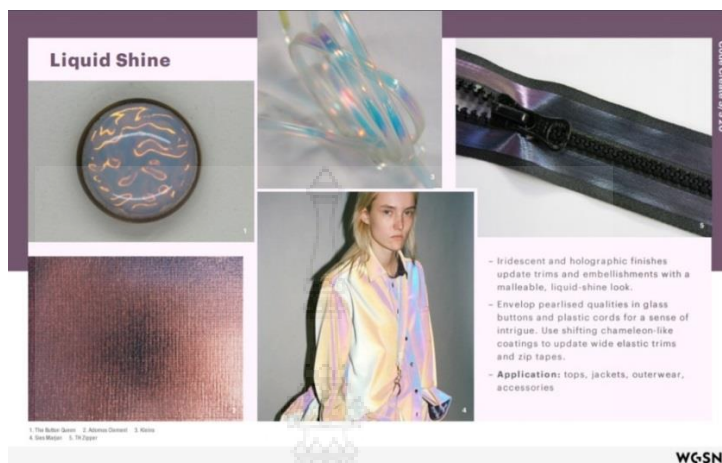 Liquid Shine
1
3
5
2
4
– Iridescent and holographic finishes
update trims and embellishments with a
malleable, liquid-shine look.
– Envelop pearlised qualities in glass
buttons and plastic cords for a sense of
intrigue. Use shifting chameleon-like
coatings to update wide elastic trims
and zip tapes.
– Application: tops, jackets, outerwear,
accessories
1. The Button Queen 2. Adamas Clement 3. Kleins
4. Sies Marjan 5. TH Zipper
WGSN